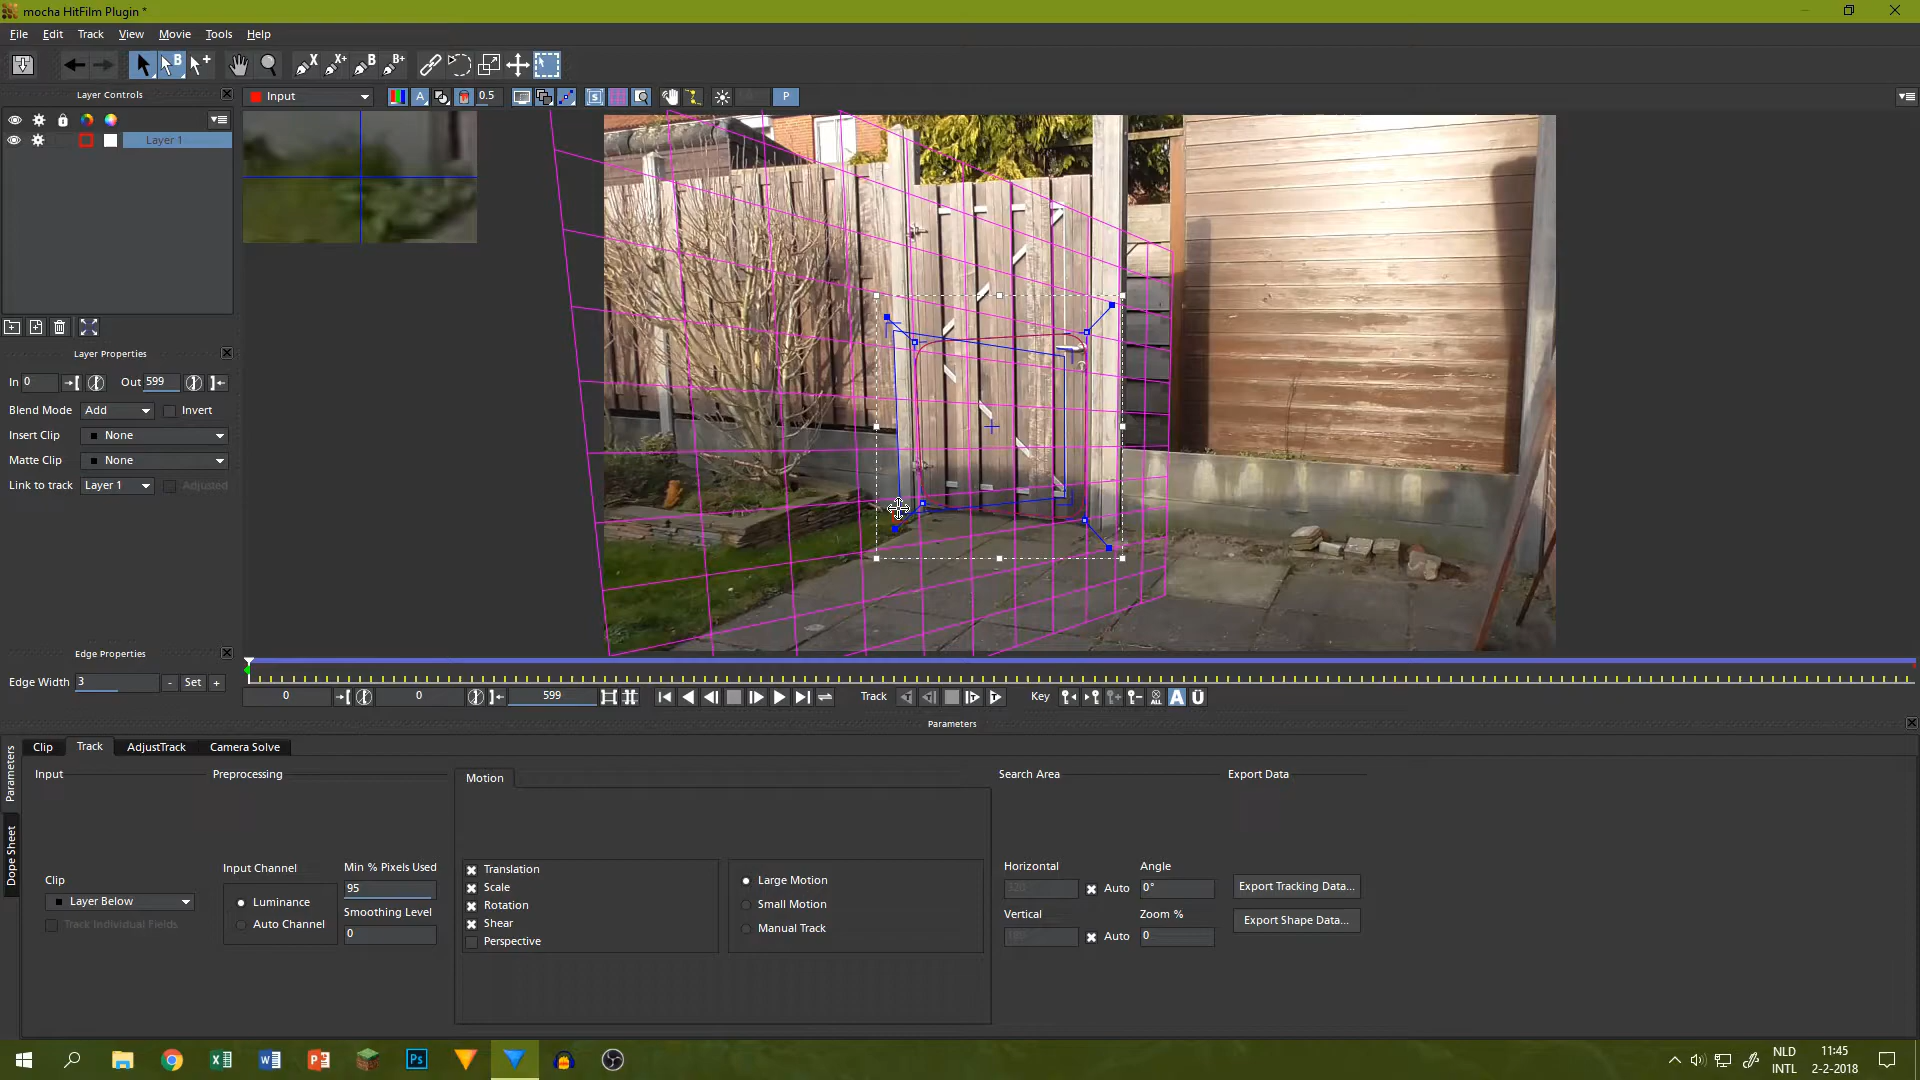 mocha HitFilm Plugin *
File Edit Track View Movie Tools Help
Layer Controls
Input
0.5
P
Layer 1
Layer Properties
In 0 Out 599
Blend Mode Add Invert
Insert Clip None
Matte Clip None
Link to track Layer 1 Adjusted
Edge Properties
Edge Width 3 - Set +
0 0 599 Track Key
Parameters
Parameters
Dope Sheet
Clip Track AdjustTrack Camera Solve
Input Preprocessing Motion Search Area Export Data
Clip
Layer Below
Track Individual Fields
Input Channel
Luminance
Auto Channel
Min % Pixels Used
95
Smoothing Level
0
Translation
Scale
Rotation
Shear
Perspective
Large Motion
Small Motion
Manual Track
Horizontal
Auto
Vertical
Auto
Angle
0°
Zoom %
0
Export Tracking Data...
Export Shape Data...
NLD
INTL
11:45
2-2-2018